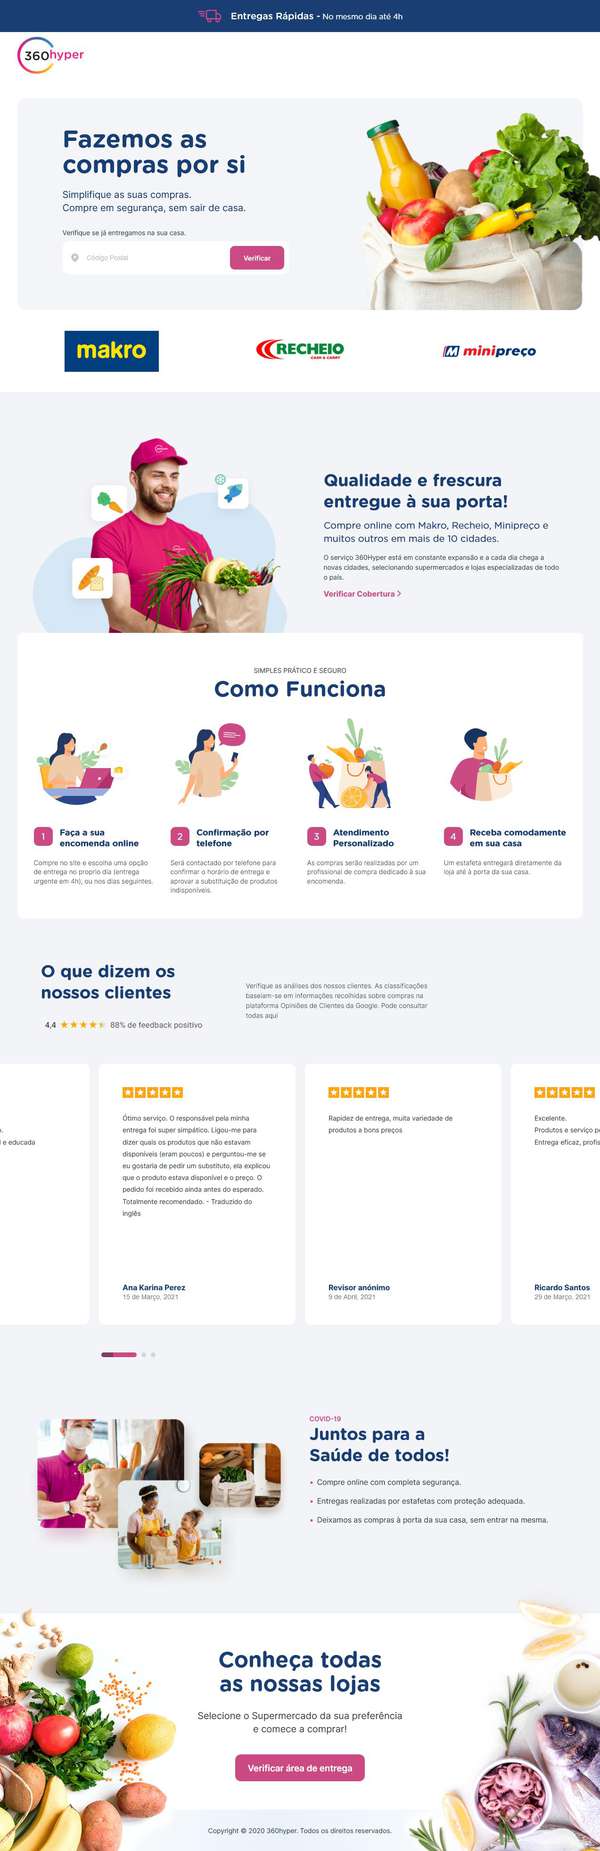 Entregas Rápidas - No mesmo dia até 4h
360hyper
Fazemos as
compras por si
Simplifique as suas compras.
Compre em segurança, sem sair de casa.
Verifique se já entregamos na sua casa.
Código Postal
Verificar
makro
RECHEIO
CASH & CARRY
minipreço
Qualidade e frescura
entregue à sua porta!
Compre online com Makro, Recheio, Minipreço e
muitos outros em mais de 10 cidades.
O serviço 360Hyper está em constante expansão e a cada dia chega a
novas cidades, selecionando supermercados e lojas especializadas de todo
o país.
Verificar Cobertura >
SIMPLES PRÁTICO E SEGURO
Como Funciona
1 Faça a sua
encomenda online
Compre no site e escolha uma opção
de entrega no proprio dia (entrega
urgente em 4h), ou nos dias seguintes.
2 Confirmação por
telefone
Será contactado por telefone para
confirmar o horário de entrega e
aprovar a substituição de produtos
indisponíveis.
3 Atendimento
Personalizado
As compras serão realizadas por um
profissional de compra dedicado à sua
encomenda.
4 Receba comodamente
em sua casa
Um estafeta entregará diretamente da
loja até à porta da sua casa.
O que dizem os
nossos clientes
4,4 88% de feedback positivo
Verifique as análises dos nossos clientes. As classificações
baseiam-se em informações recolhidas sobre compras na
plataforma Opiniões de Clientes da Google. Pode consultar
todas aqui
l e educada
Ótimo serviço. O responsável pela minha
entrega foi super simpático. Ligou-me para
dizer quais os produtos que não estavam
disponíveis (eram poucos) e perguntou-me se
eu gostaria de pedir um substituto, ela explicou
que o produto estava disponível e o preço. O
pedido foi recebido ainda antes do esperado.
Totalmente recomendado. - Traduzido do
inglês
Ana Karina Perez
15 de Março, 2021
Rapidez de entrega, muita variedade de
produtos a bons preços
Revisor anónimo
9 de Abril, 2021
Excelente.
Produtos e serviço p
Entrega eficaz, profis
Ricardo Santos
29 de Março, 2021
COVID-19
Juntos para a
Saúde de todos!
• Compre online com completa segurança.
• Entregas realizadas por estafetas com proteção adequada.
• Deixamos as compras à porta da sua casa, sem entrar na mesma.
Conheça todas
as nossas lojas
Selecione o Supermercado da sua preferência
e comece a comprar!
Verificar área de entrega
Copyright © 2020 360hyper. Todos os direitos reservados.